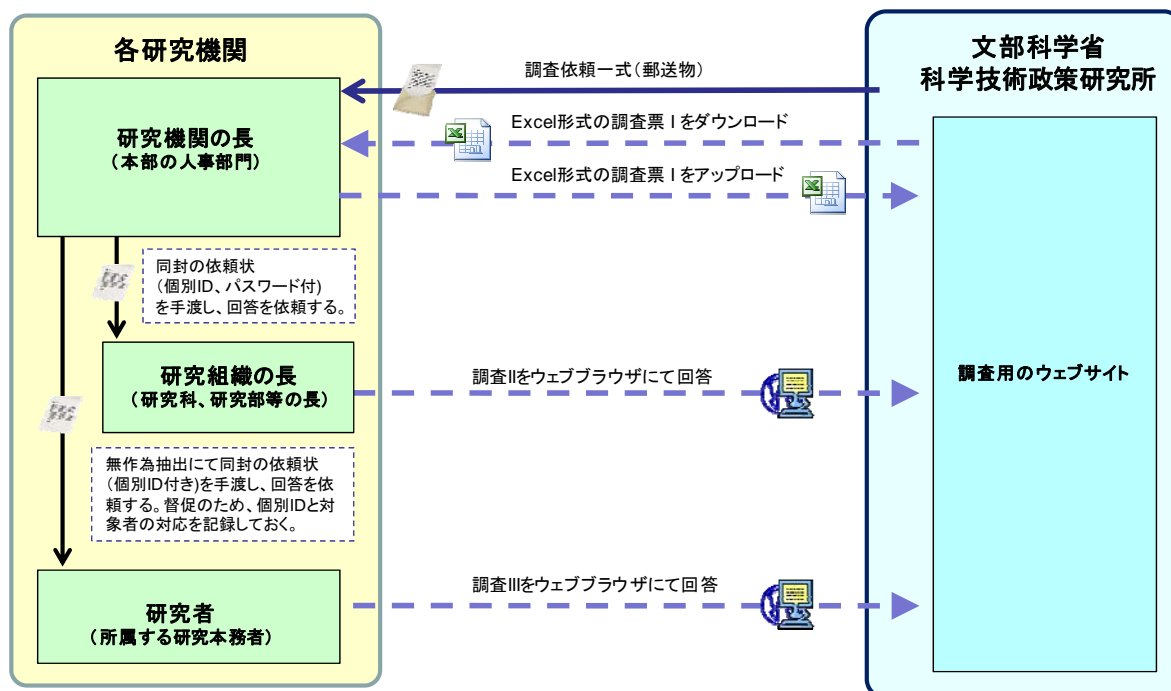 各研究機関
文部科学省
科学技術政策研究所
調査依頼一式（郵送物）
Excel形式の調査票Ⅰをダウンロード
研究機関の長
（本部の人事部門）
Excel形式の調査票Ⅰをアップロード
同封の依頼状
（個別ID、パスワード付）
を手渡し、回答を依頼する。
研究組織の長
（研究科、研究部等の長）
調査IIをウェブブラウザにて回答
調査用のウェブサイト
無作為抽出にて同封の依頼状
（個別ID付き)を手渡し、回答を依
頼する。督促のため、個別IDと対
象者の対応を記録しておく。
研究者
（所属する研究本務者）
調査IIIをウェブブラウザにて回答